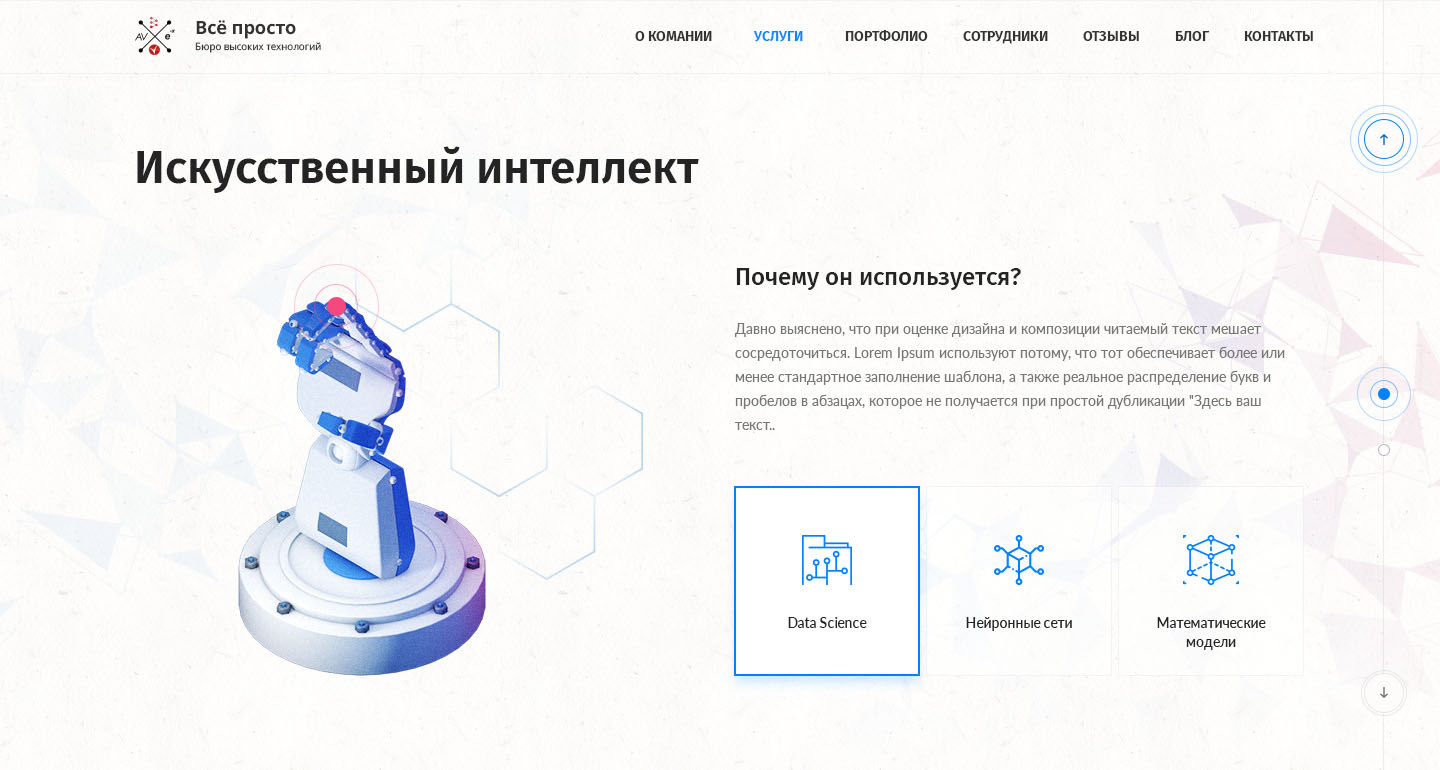 Всё просто
Бюро высоких технологий
О КОМАНИИ УСЛУГИ ПОРТФОЛИО СОТРУДНИКИ ОТЗЫВЫ БЛОГ КОНТАКТЫ
Искусственный интеллект
Почему он используется?
Давно выяснено, что при оценке дизайна и композиции читаемый текст мешает
сосредоточиться. Lorem Ipsum используют потому, что тот обеспечивает более или
менее стандартное заполнение шаблона, а также реальное распределение букв и
пробелов в абзацах, которое не получается при простой дубликации "Здесь ваш
текст..
Data Science
Нейронные сети
Математические
модели